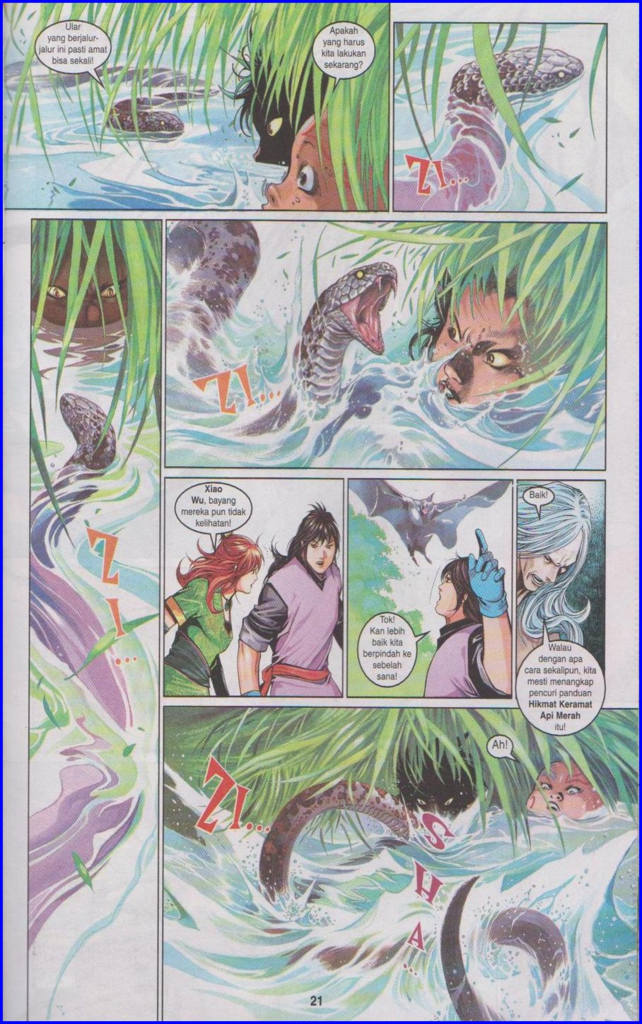 Ular
yang berjalur-
jalur ini pasti amat
bisa sekali!
Apakah
yang harus
kita lakukan
sekarang?
ZI...
ZI...
ZI...
Xiao
Wu, bayang
mereka pun tidak
kelihatan!
Tok!
Kan lebih
baik kita
berpindah ke
sebelah
sana!
Baik!
Walau
dengan apa
cara sekalipun, kita
mesti menangkap
pencuri panduan
Hikmat Keramat
Api Merah
itu!
ZI...
Ah!
SHA...
21